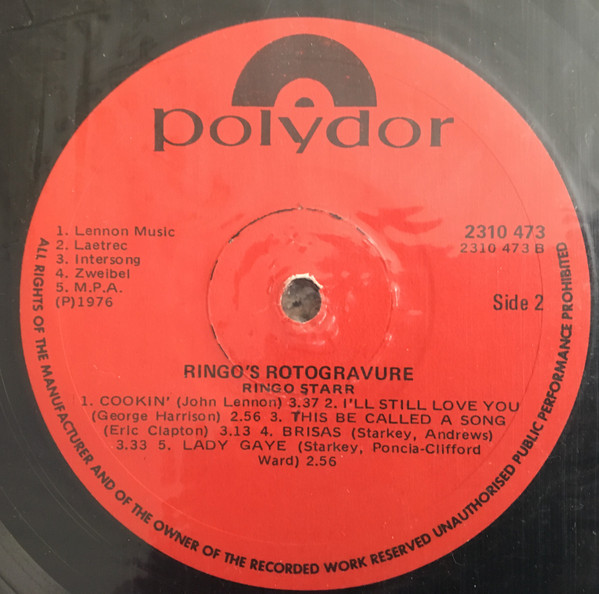 polydor
1. Lennon Music
2. Laetrec
3. Intersong
4. Zweibel
5. M.P.A.
(P)1976
2310 473
2310 473 B
Side 2
RINGO'S ROTOGRAVURE
RINGO STARR
1. COOKIN' (John Lennon) 3.37 2. I'LL STILL LOVE YOU
(George Harrison) 2.56 3. THIS BE CALLED A SONG
(Eric Clapton) 3.13 4. BRISAS (Starkey, Andrews)
3.33 5. LADY GAYE (Starkey, Poncia-Clifford
Ward) 2.56
ALL RIGHTS OF THE MANUFACTURER AND OF THE OWNER OF THE RECORDED WORK RESERVED UNAUTHORISED PUBLIC PERFORMANCE PROHIBITED